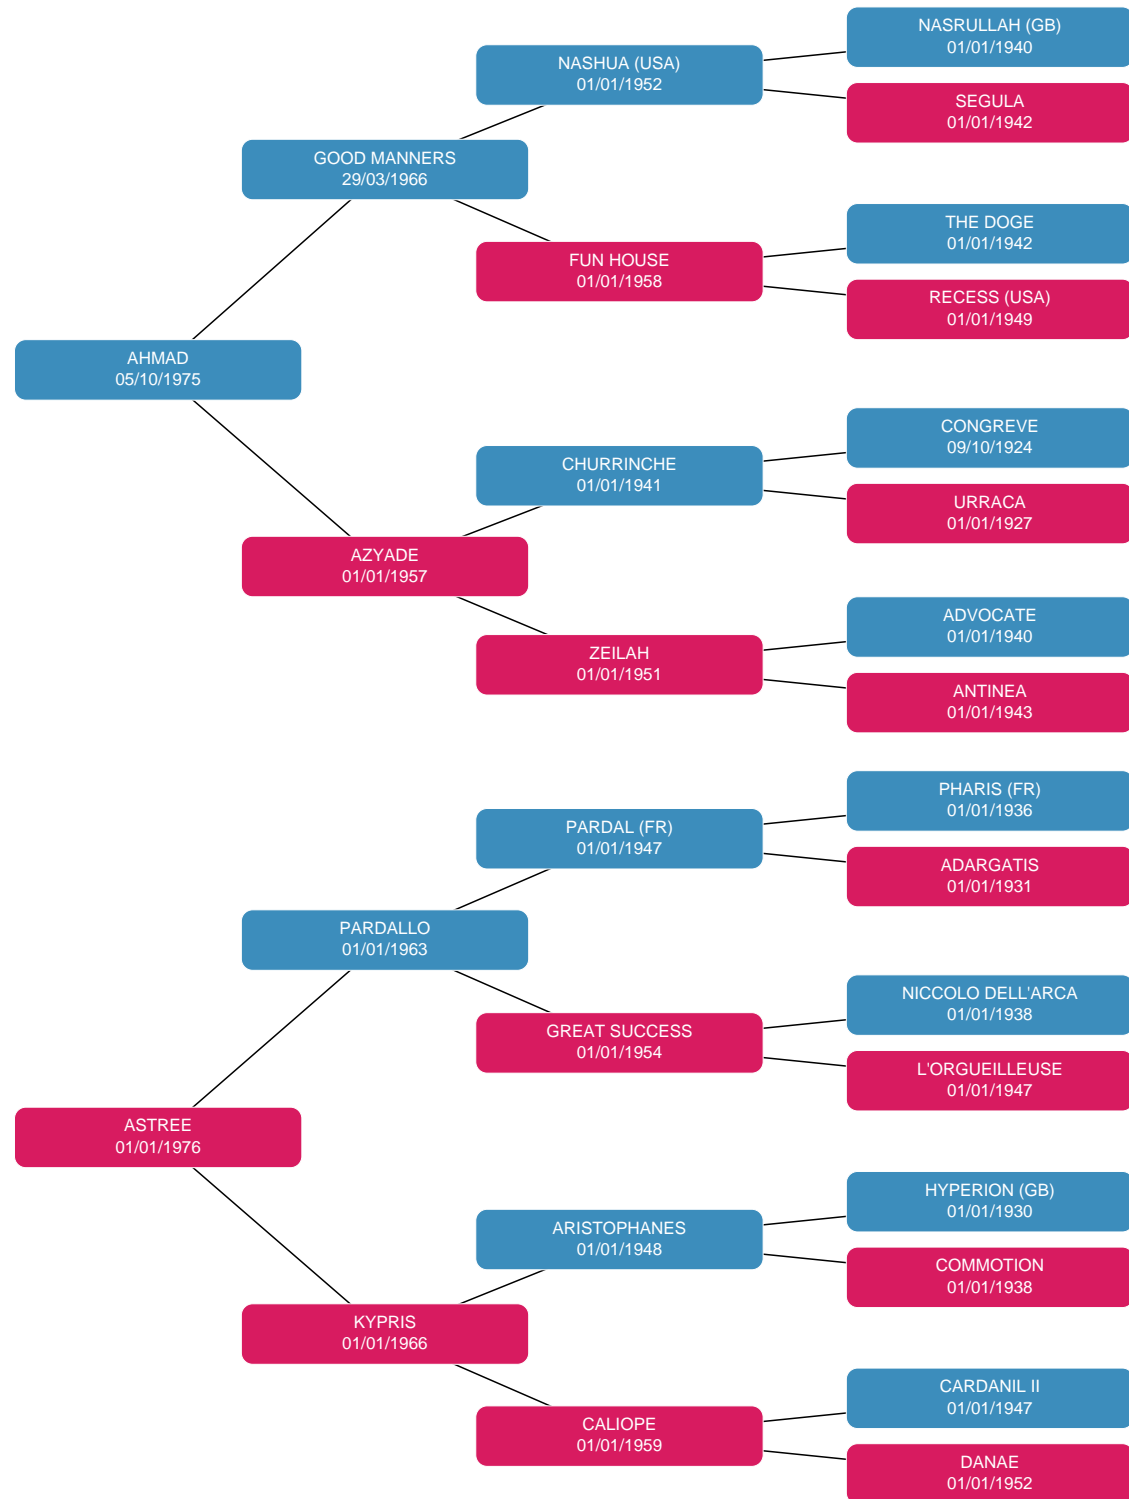 NASRULLAH (GB)
01/01/1940
NASHUA (USA)
01/01/1952
SEGULA
01/01/1942
GOOD MANNERS
29/03/1966
THE DOGE
01/01/1942
FUN HOUSE
01/01/1958
RECESS (USA)
01/01/1949
AHMAD
05/10/1975
CONGREVE
09/10/1924
CHURRINCHE
01/01/1941
URRACA
01/01/1927
AZYADE
01/01/1957
ADVOCATE
01/01/1940
ZEILAH
01/01/1951
ANTINEA
01/01/1943
PHARIS (FR)
01/01/1936
PARDAL (FR)
01/01/1947
ADARGATIS
01/01/1931
PARDALLO
01/01/1963
NICCOLO DELL'ARCA
01/01/1938
GREAT SUCCESS
01/01/1954
L'ORGUEILLEUSE
01/01/1947
ASTREE
01/01/1976
HYPERION (GB)
01/01/1930
ARISTOPHANES
01/01/1948
COMMOTION
01/01/1938
KYPRIS
01/01/1966
CARDANIL II
01/01/1947
CALIOPE
01/01/1959
DANAE
01/01/1952